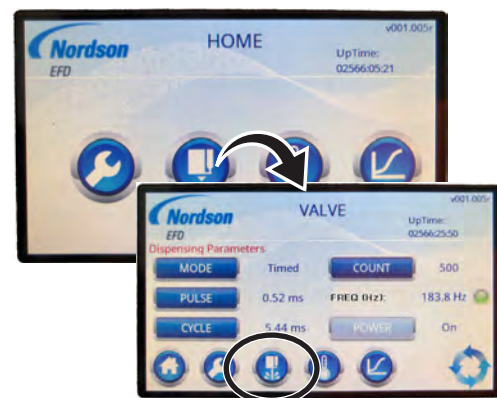 Nordson
EFD
HOME
v001.005r
UpTime:
02566:05:21
Nordson
EFD
VALVE
v001.005r
UpTime:
02566:25:50
Dispensing Parameters
MODE Timed COUNT 500
PULSE 0.52 ms FREQ (Hz): 183.8 Hz
CYCLE 5.44 ms POWER On